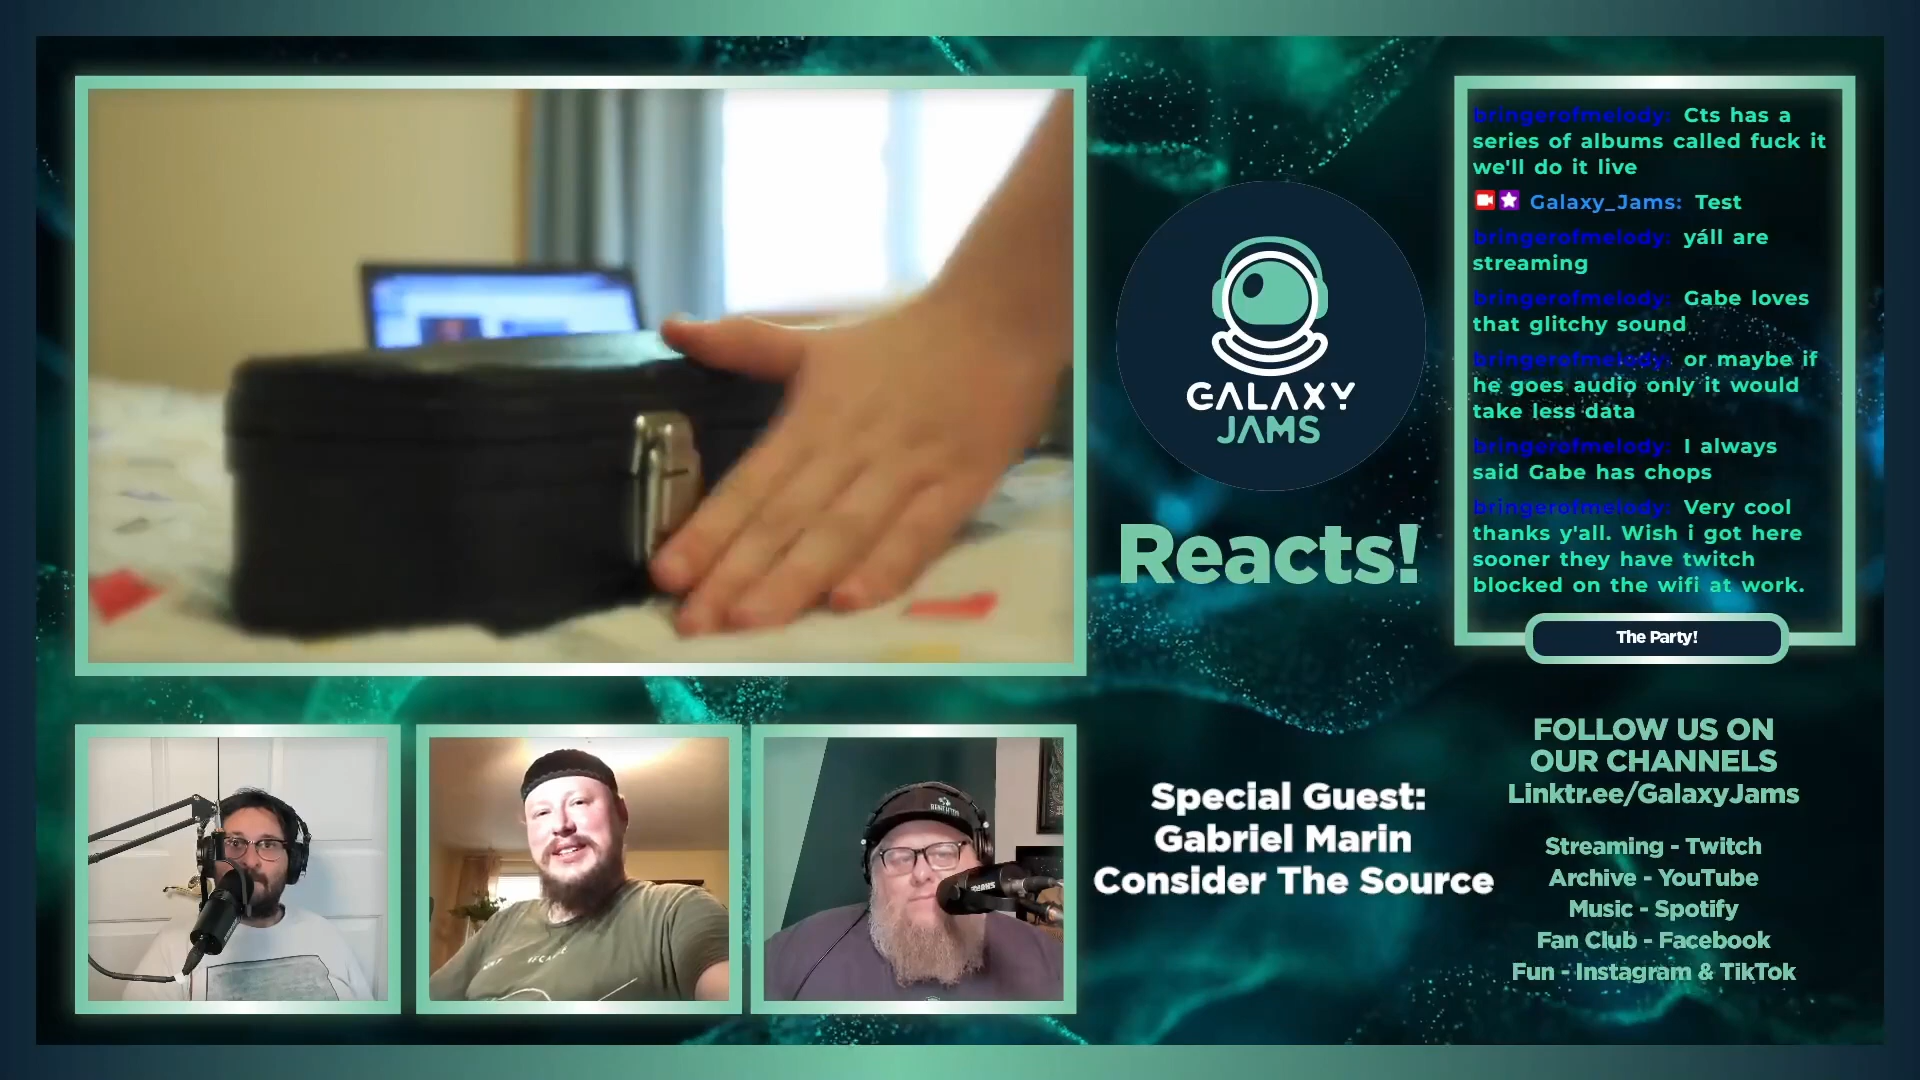 bringerofmelody: Cts has a
series of albums called fuck it
we'll do it live
Galaxy_Jams: Test
bringerofmelody: yáll are
streaming
bringerofmelody: Gabe loves
that glitchy sound
bringerofmelody: or maybe if
he goes audio only it would
take less data
bringerofmelody: I always
said Gabe has chops
bringerofmelody: Very cool
thanks y'all. Wish i got here
sooner they have twitch
blocked on the wifi at work.
The Party!
GALAXY
JAMS
Reacts!
Special Guest:
Gabriel Marin
Consider The Source
FOLLOW US ON
OUR CHANNELS
Linktr.ee/GalaxyJams
Streaming - Twitch
Archive - YouTube
Music - Spotify
Fan Club - Facebook
Fun - Instagram & TikTok